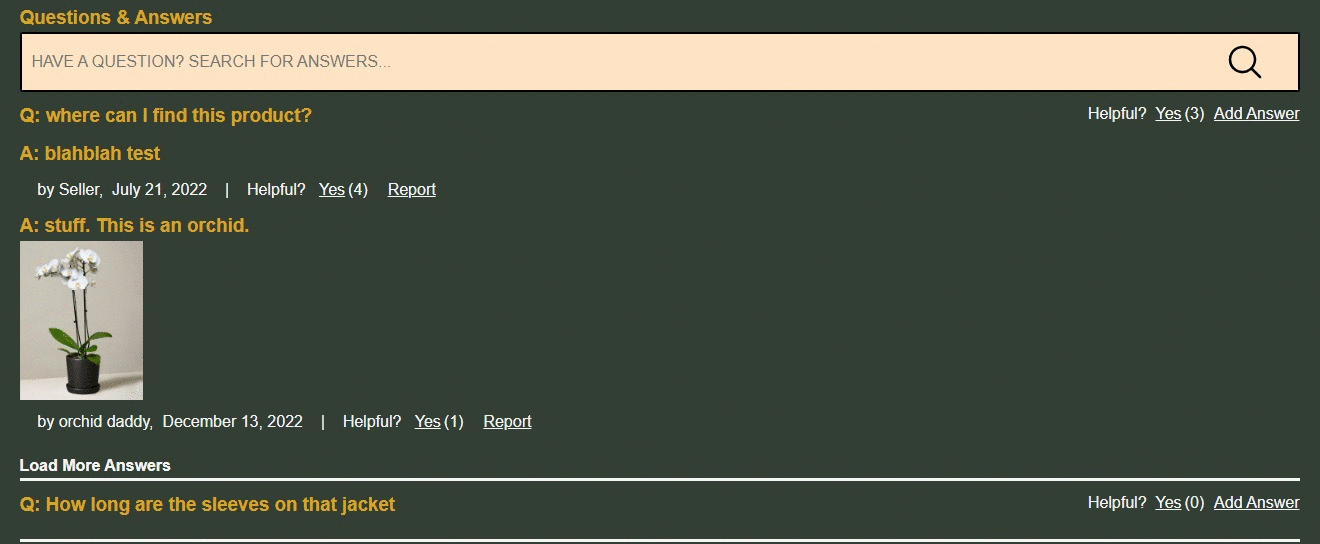 Questions & Answers
HAVE A QUESTION? SEARCH FOR ANSWERS...
Q: where can I find this product?
Helpful? Yes (3) Add Answer
A: blahblah test
by Seller, July 21, 2022 | Helpful? Yes (4) Report
A: stuff. This is an orchid.
by orchid daddy, December 13, 2022 | Helpful? Yes (1) Report
Load More Answers
Q: How long are the sleeves on that jacket
Helpful? Yes (0) Add Answer